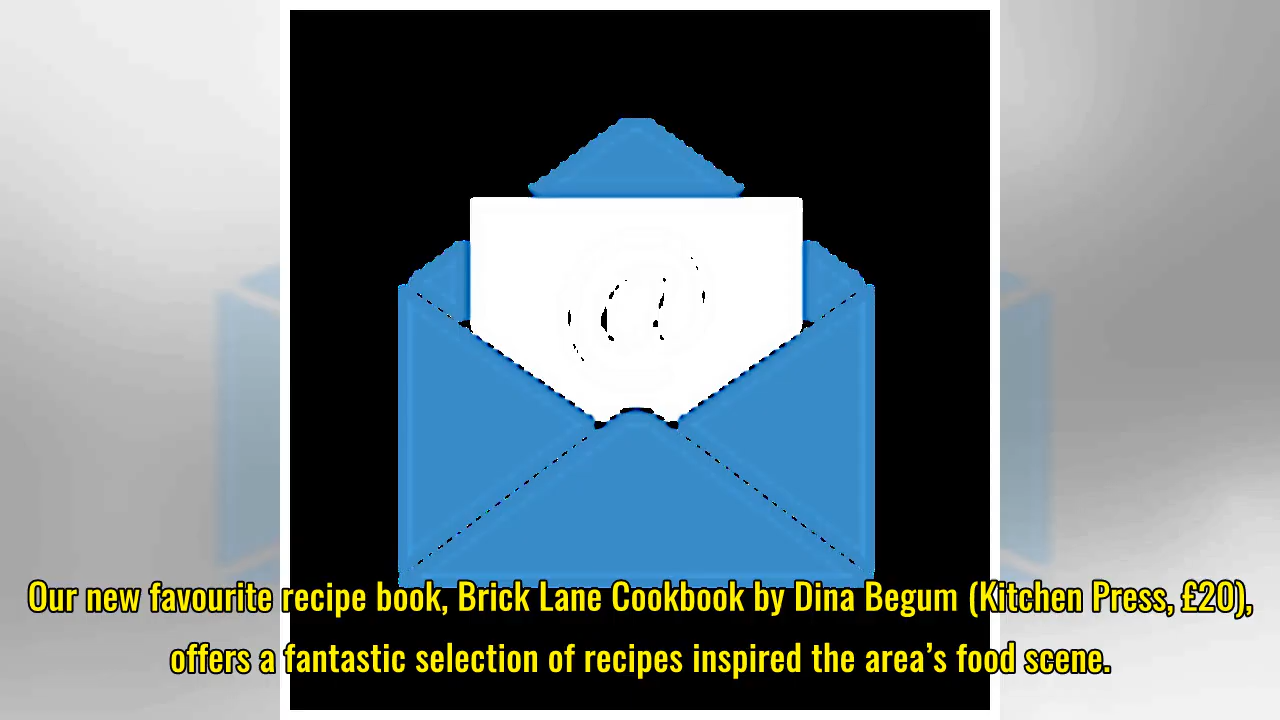 @
Our new favourite recipe book, Brick Lane Cookbook by Dina Begum (Kitchen Press, £20),
offers a fantastic selection of recipes inspired the area’s food scene.